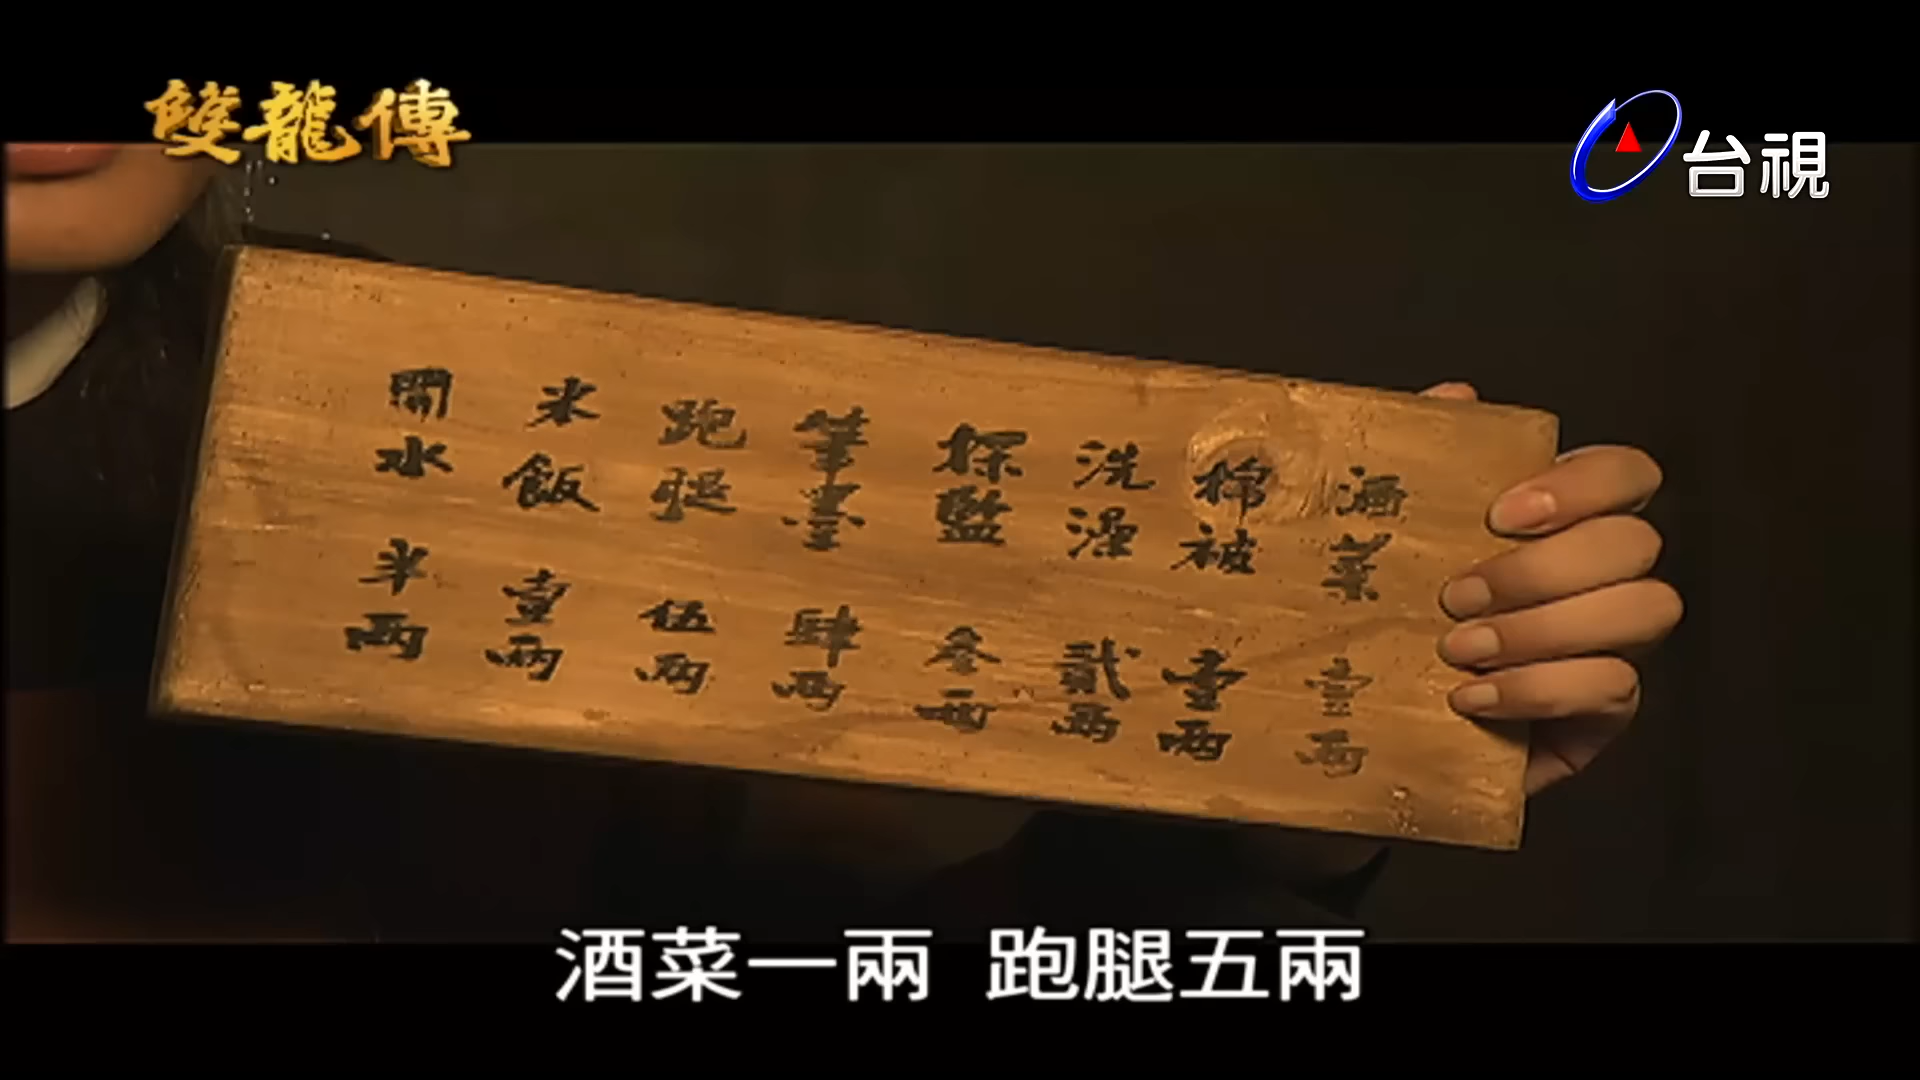 雙龍傳
台視
酒菜 壹兩
棉被 壹兩
洗澡 貳兩
探監 叁兩
筆墨 肆兩
跑腿 伍兩
米飯 壹兩
開水 半兩
酒菜一兩 跑腿五兩